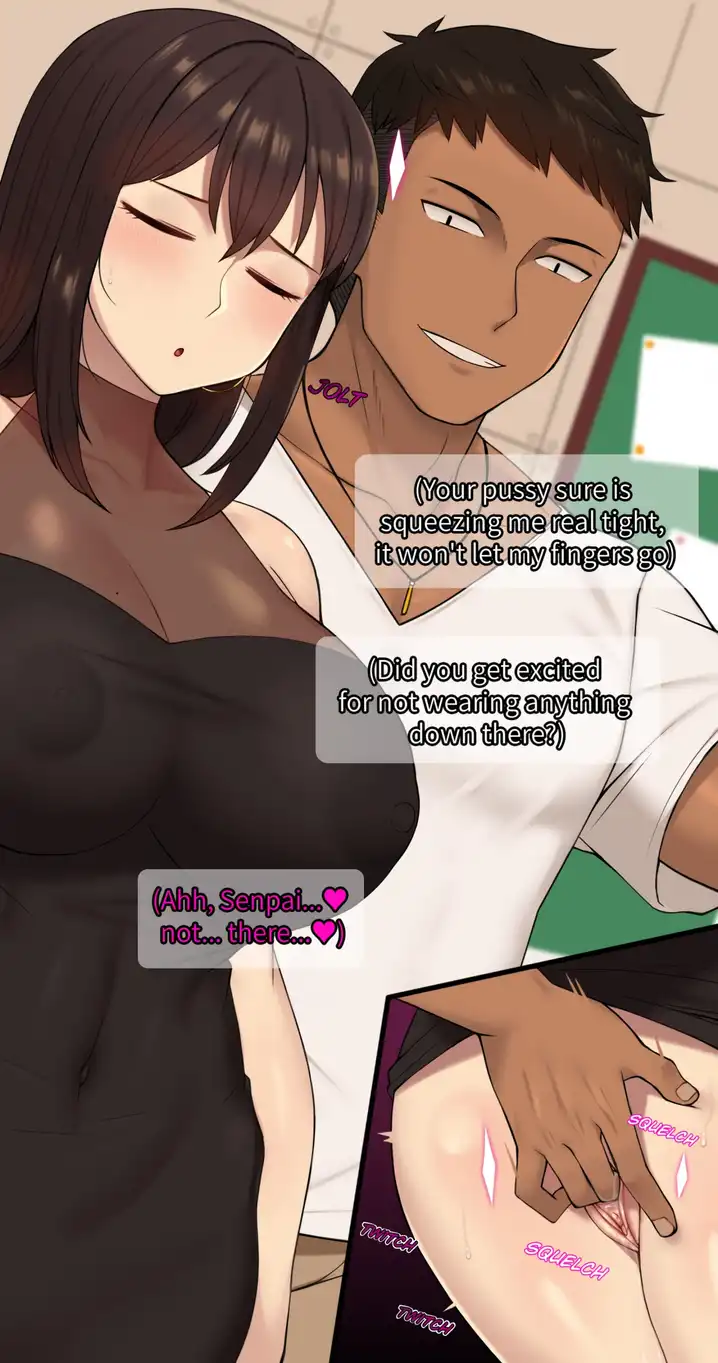 JOLT
(Your pussy sure is
squeezing me real tight,
it won't let my fingers go)
(Did you get excited
for not wearing anything
down there?)
(Ahh, Senpai...♥
not... there...♥)
SQUELCH
TWITCH
SQUELCH
TWITCH